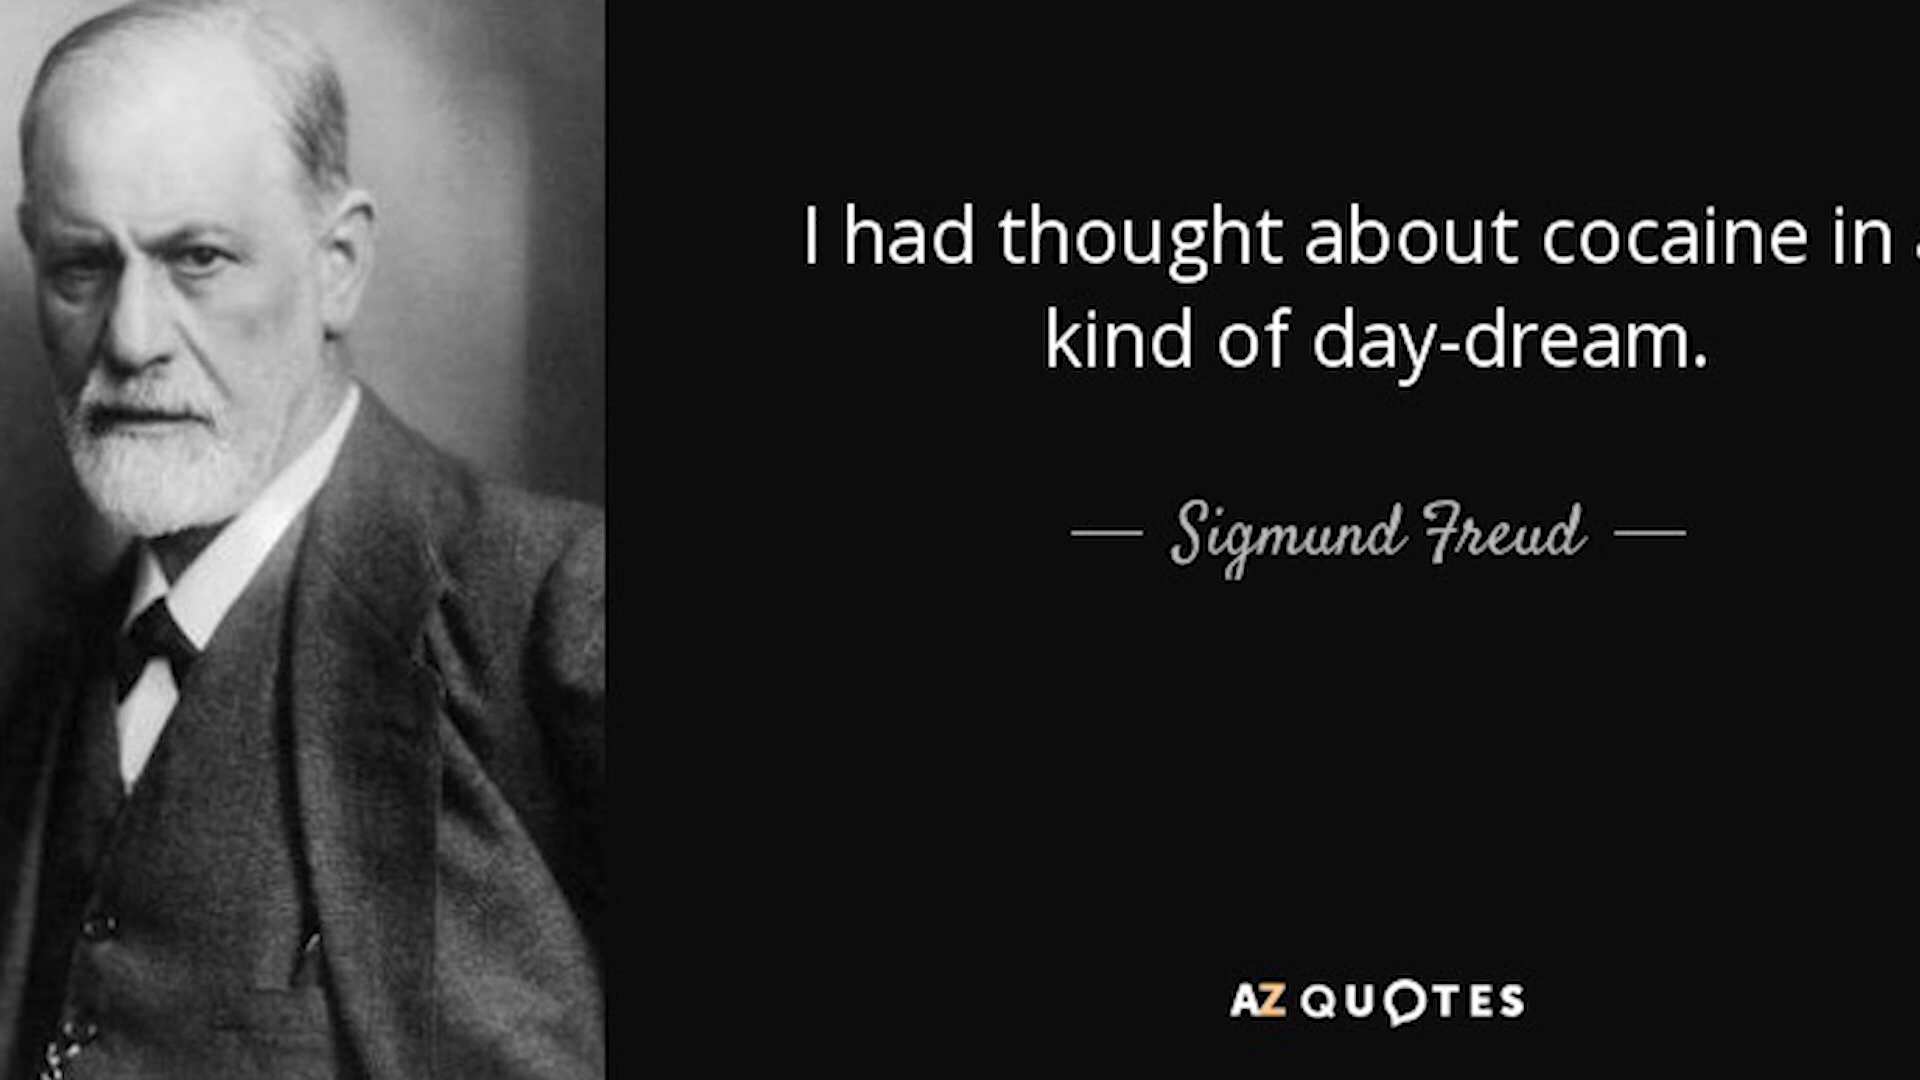 I had thought about cocaine in a
kind of day-dream.
— Sigmund Freud —
AZ QUOTES